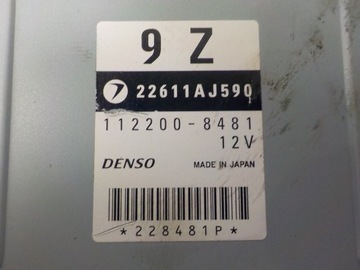 9 Z
22611AJ590
112200-8481
12V
DENSO
MADE IN JAPAN
*228481P*